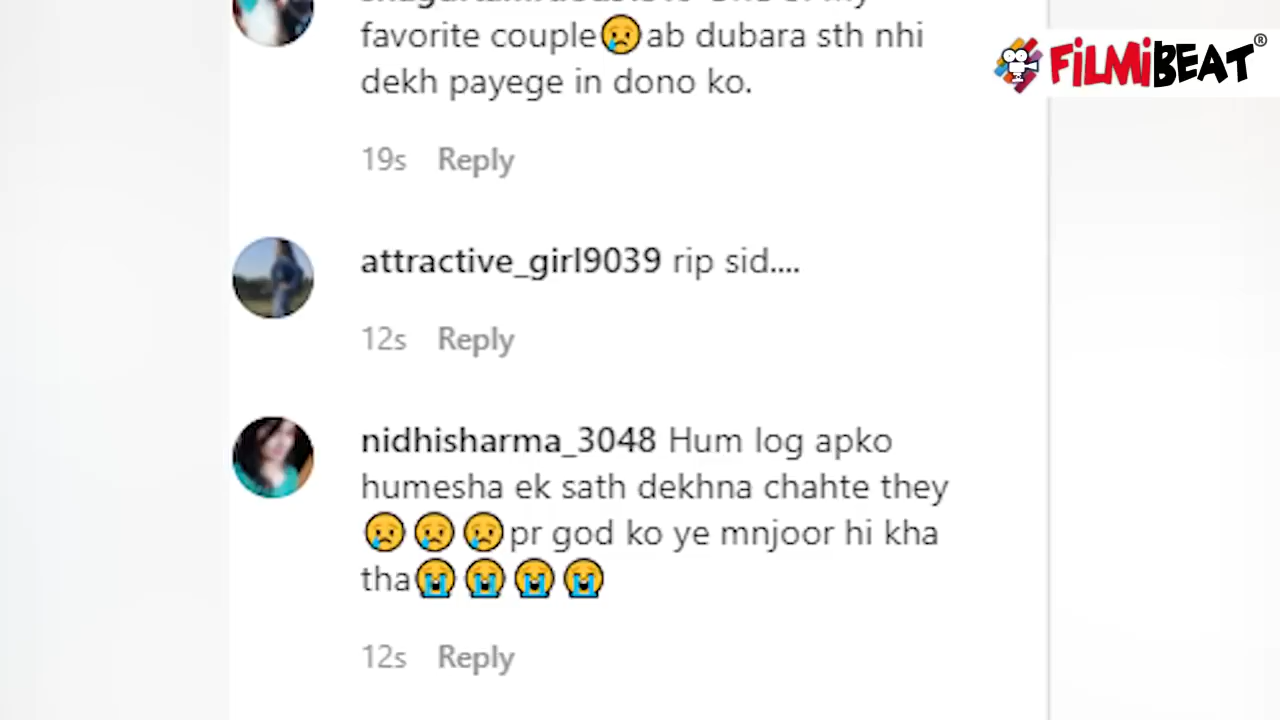 favorite couple😢ab dubara sth nhi
dekh payege in dono ko.
19s Reply
attractive_girl9039 rip sid....
12s Reply
nidhisharma_3048 Hum log apko
humesha ek sath dekhna chahte they
😢😢😢pr god ko ye mnjoor hi kha
tha😭😭😭😭
12s Reply
FiLMiBEAT®